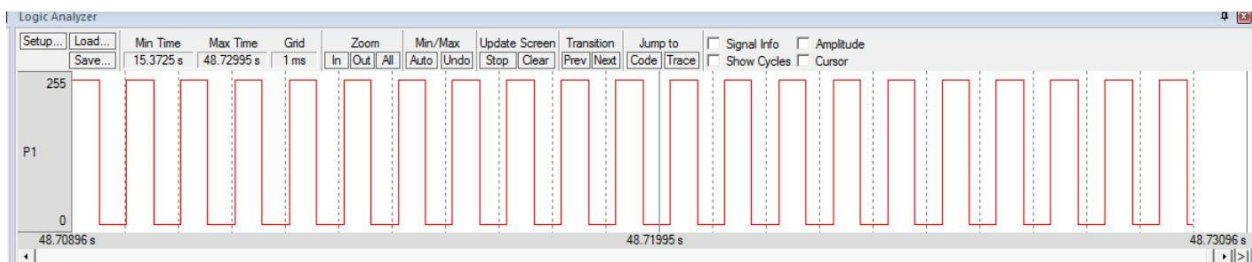 Logic Analyzer
Setup... Load... Min Time Max Time Grid Zoom Min/Max Update Screen Transition Jump to Signal Info Amplitude
Save... 15.3725 s 48.72995 s 1 ms In Out All Auto Undo Stop Clear Prev Next Code Trace Show Cycles Cursor
255
P1
0
48.70896 s 48.71995 s 48.73096 s